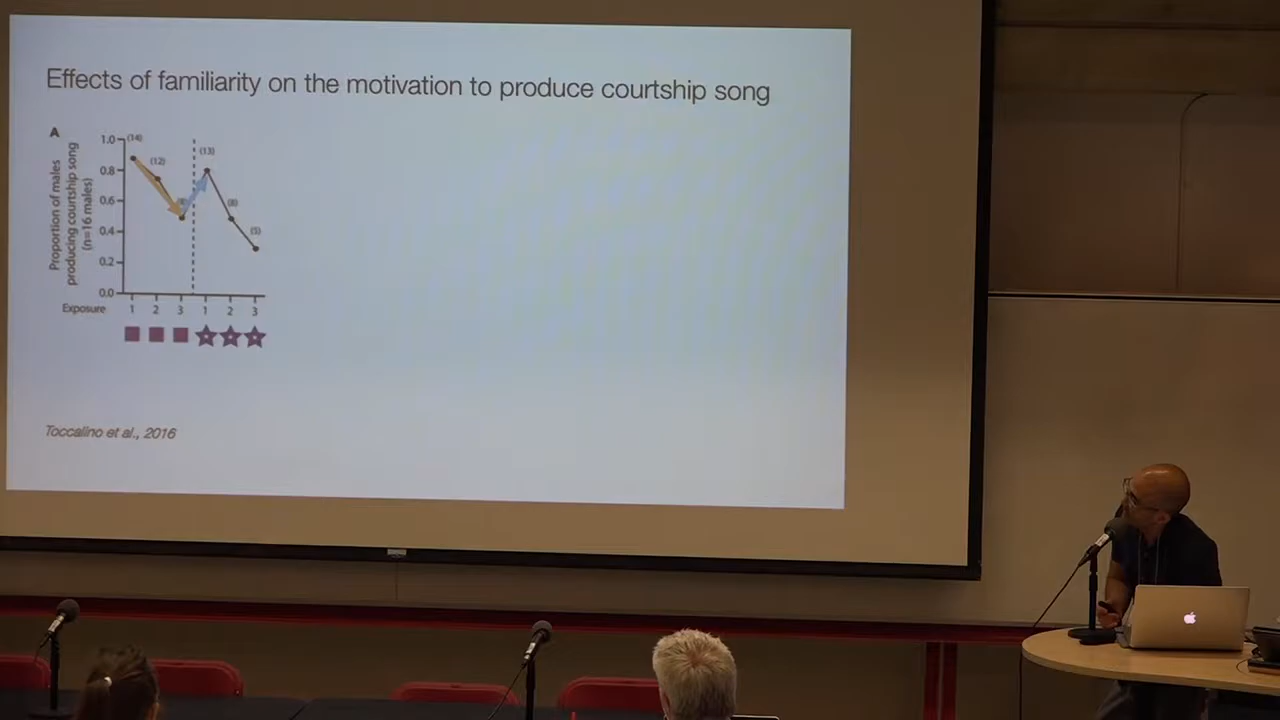 Effects of familiarity on the motivation to produce courtship song
A
Proportion of males
producing courtship song
(n=16 males)
1.0
0.8
0.6
0.4
0.2
0.0
(14)
(12)
(13)
(8)
(5)
Exposure 1 2 3 1 2 3
Toccalino et al., 2016